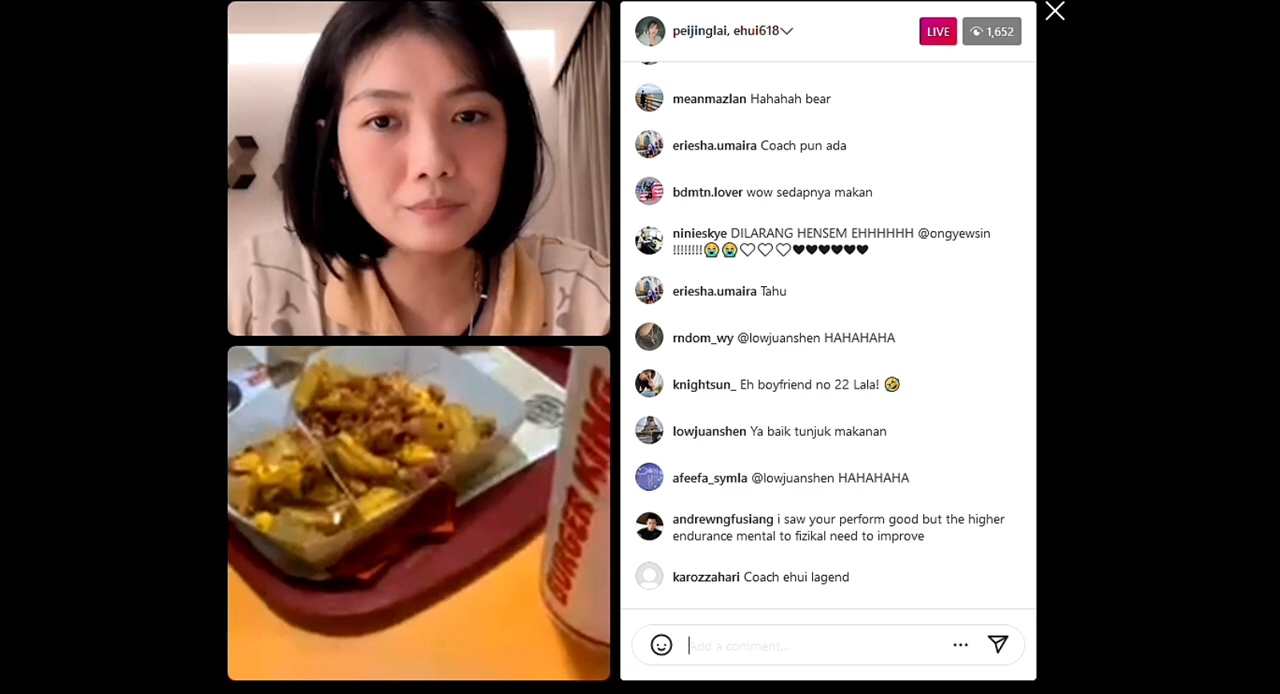 peijinglai, ehui618
LIVE
1,652
meanmazlan Hahahah bear
eriesha.umaira Coach pun ada
bdmtn.lover wow sedapnya makan
ninieskye DILARANG HENSEM EHHHHHH @ongyewsin
!!!!!!!!😭😭🤍🤍🤍🖤🖤🖤🖤🖤🖤
eriesha.umaira Tahu
rndom_wy @lowjuanshen HAHAHAHA
knightsun_ Eh boyfriend no 22 Lala! 🤣
lowjuanshen Ya baik tunjuk makanan
afeefa_symla @lowjuanshen HAHAHAHA
andrewngfusiang i saw your perform good but the higher
endurance mental to fizikal need to improve
karozzahari Coach ehui lagend
Add a comment...
BURGER KING